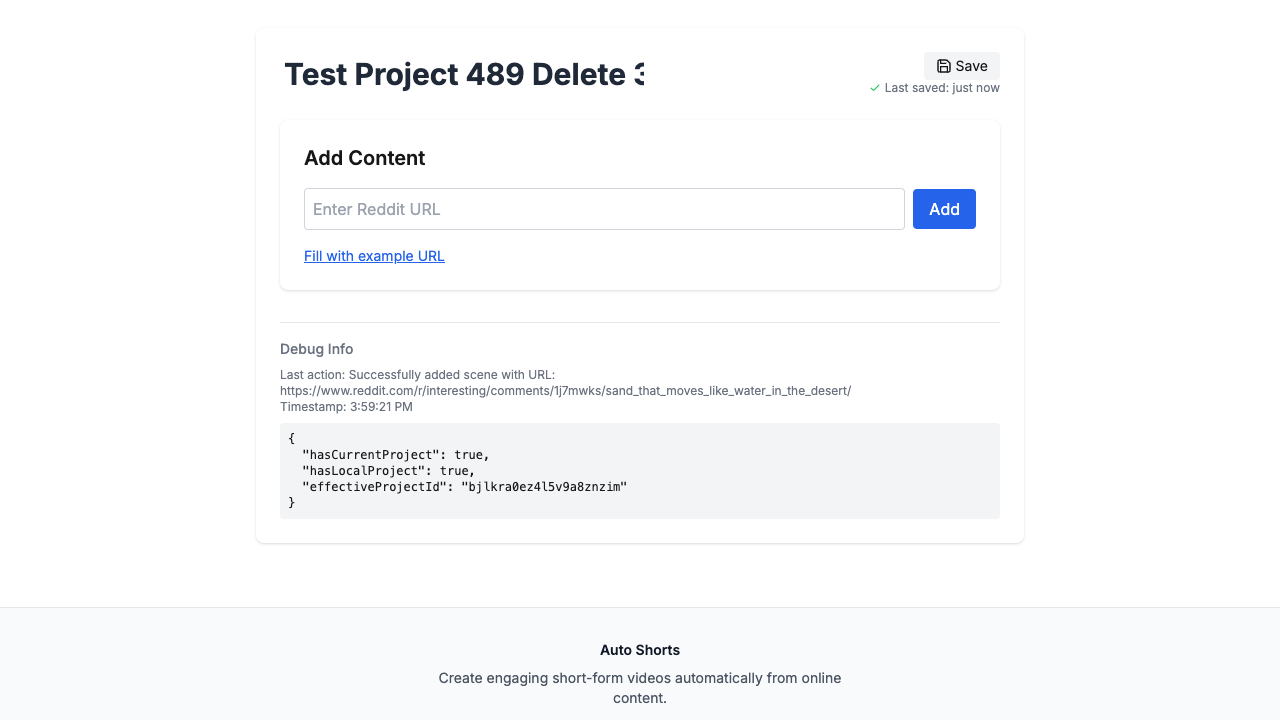 Test Project 489 Delete
Save
Last saved: just now
Add Content
Enter Reddit URL
Add
Fill with example URL
Debug Info
Last action: Successfully added scene with URL:
https://www.reddit.com/r/interesting/comments/1j7mwks/sand_that_moves_like_water_in_the_desert/
Timestamp: 3:59:21 PM
{
  "hasCurrentProject": true,
  "hasLocalProject": true,
  "effectiveProjectId": "bjlkra0ez4l5v9a8znzim"
}
Auto Shorts
Create engaging short-form videos automatically from online
content.